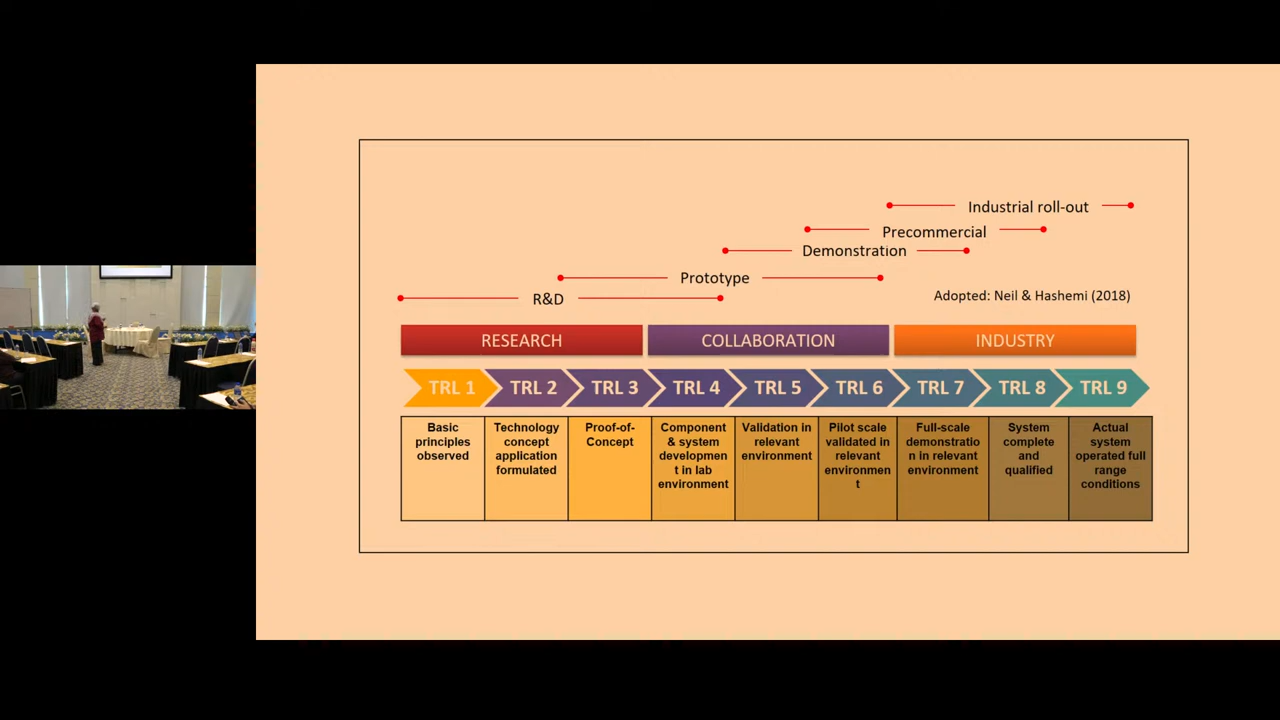 Industrial roll-out
Precommercial
Demonstration
Prototype
R&D
Adopted: Neil & Hashemi (2018)
RESEARCH
COLLABORATION
INDUSTRY
TRL 1
TRL 2
TRL 3
TRL 4
TRL 5
TRL 6
TRL 7
TRL 8
TRL 9
Basic
principles
observed
Technology
concept
application
formulated
Proof-of-
Concept
Component
& system
developmen
t in lab
environment
Validation in
relevant
environment
Pilot scale
validated in
relevant
environmen
t
Full-scale
demonstratio
n in relevant
environment
System
complete
and
qualified
Actual
system
operated full
range
conditions